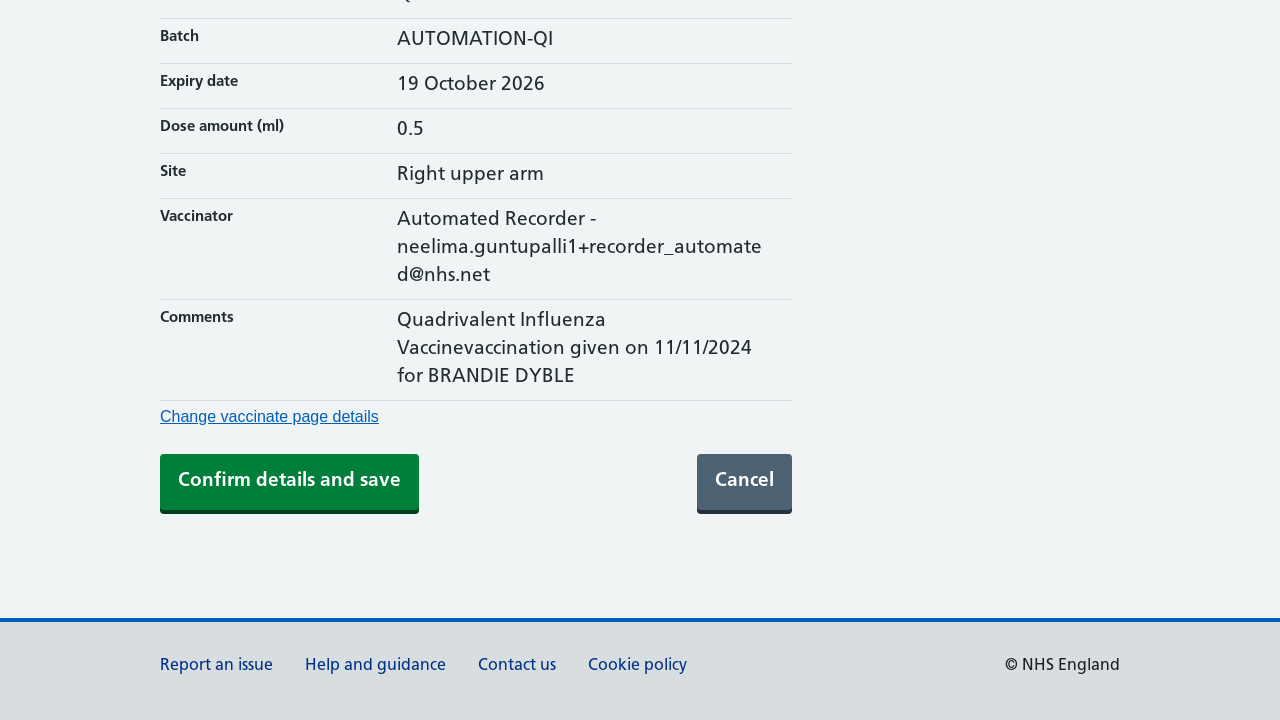 Batch
AUTOMATION-QI
Expiry date
19 October 2026
Dose amount (ml)
0.5
Site
Right upper arm
Vaccinator
Automated Recorder -
neelima.guntupalli1+recorder_automate
d@nhs.net
Comments
Quadrivalent Influenza
Vaccinevaccination given on 11/11/2024
for BRANDIE DYBLE
Change vaccinate page details
Confirm details and save
Cancel
Report an issue
Help and guidance
Contact us
Cookie policy
© NHS England